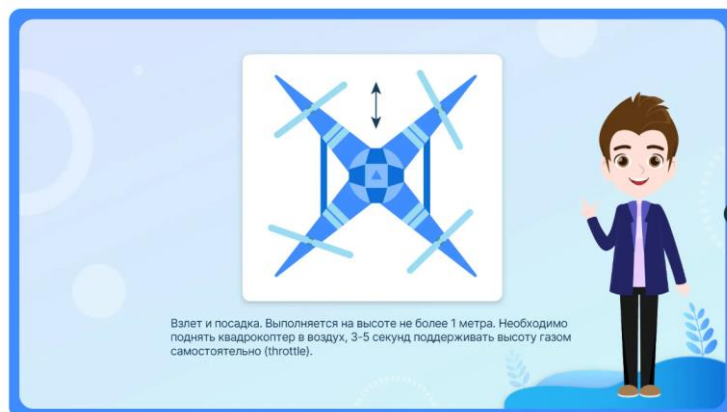 Взлет и посадка. Выполняется на высоте не более 1 метра. Необходимо
поднять квадрокоптер в воздух, 3-5 секунд поддерживать высоту газом
самостоятельно (throttle).